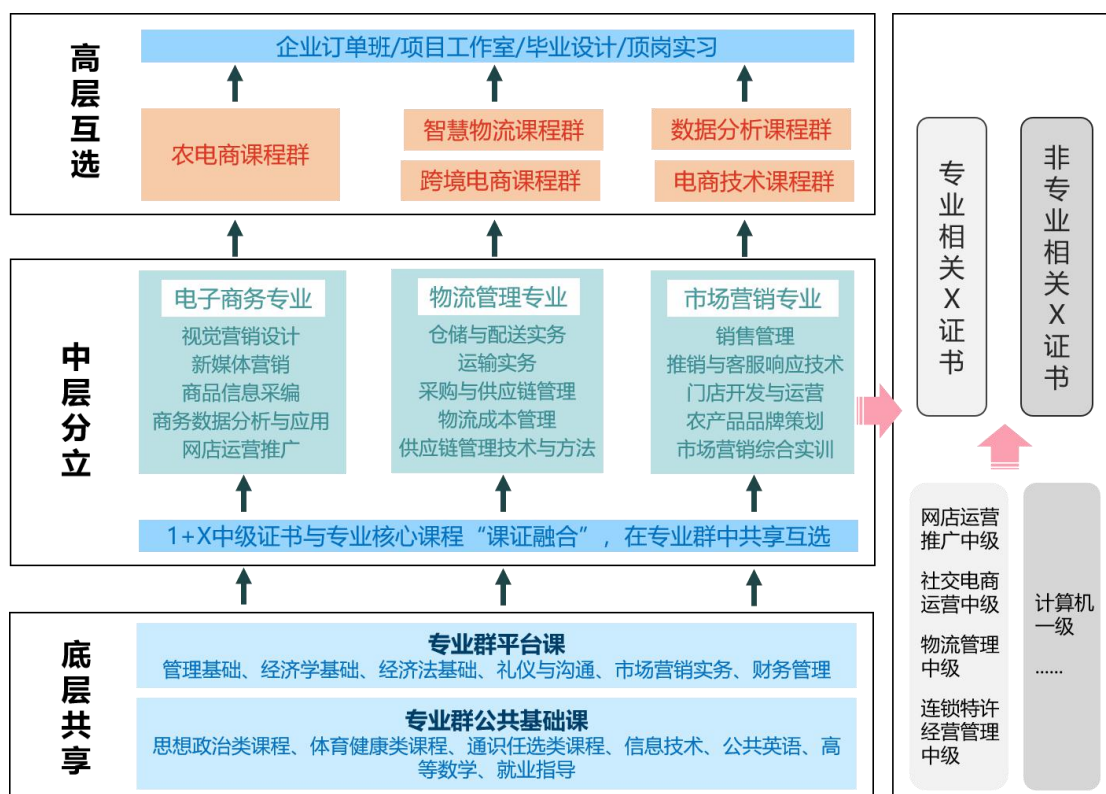 高层互选
企业订单班/项目工作室/毕业设计/顶岗实习
农电商课程群
智慧物流课程群
跨境电商课程群
数据分析课程群
电商技术课程群
中层分立
电子商务专业
视觉营销设计
新媒体营销
商品信息采编
商务数据分析与应用
网店运营推广
物流管理专业
仓储与配送实务
运输实务
采购与供应链管理
物流成本管理
供应链管理技术与方法
市场营销专业
销售管理
推销与客服响应技术
门店开发与运营
农产品品牌策划
市场营销综合实训
1+X中级证书与专业核心课程“课证融合”,在专业群中共享互选
底层共享
专业群平台课
管理基础、经济学基础、经济法基础、礼仪与沟通、市场营销实务、财务管理
专业群公共基础课
思想政治类课程、体育健康类课程、通识任选类课程、信息技术、公共英语、高
等数学、就业指导
专业相关X证书
非专业相关X证书
网店运营
推广中级
社交电商
运营中级
物流管理
中级
连锁特许
经营管理
中级
计算机
一级
......